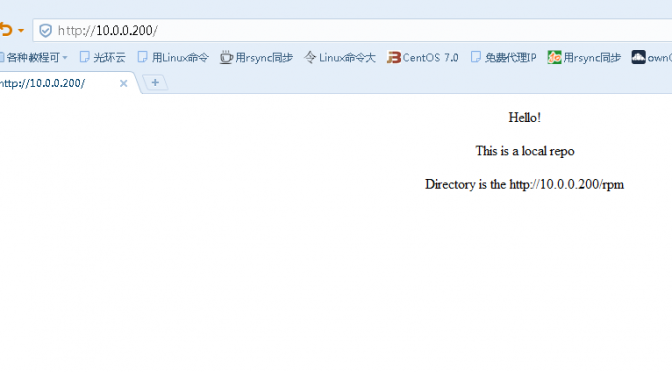 http://10.0.0.200/
各种教程可 光环云 用Linux命令 用rsync同步 Linux命令大 CentOS 7.0 免费代理IP 用rsync同步
http://10.0.0.200/
Hello!
This is a local repo
Directory is the http://10.0.0.200/rpm